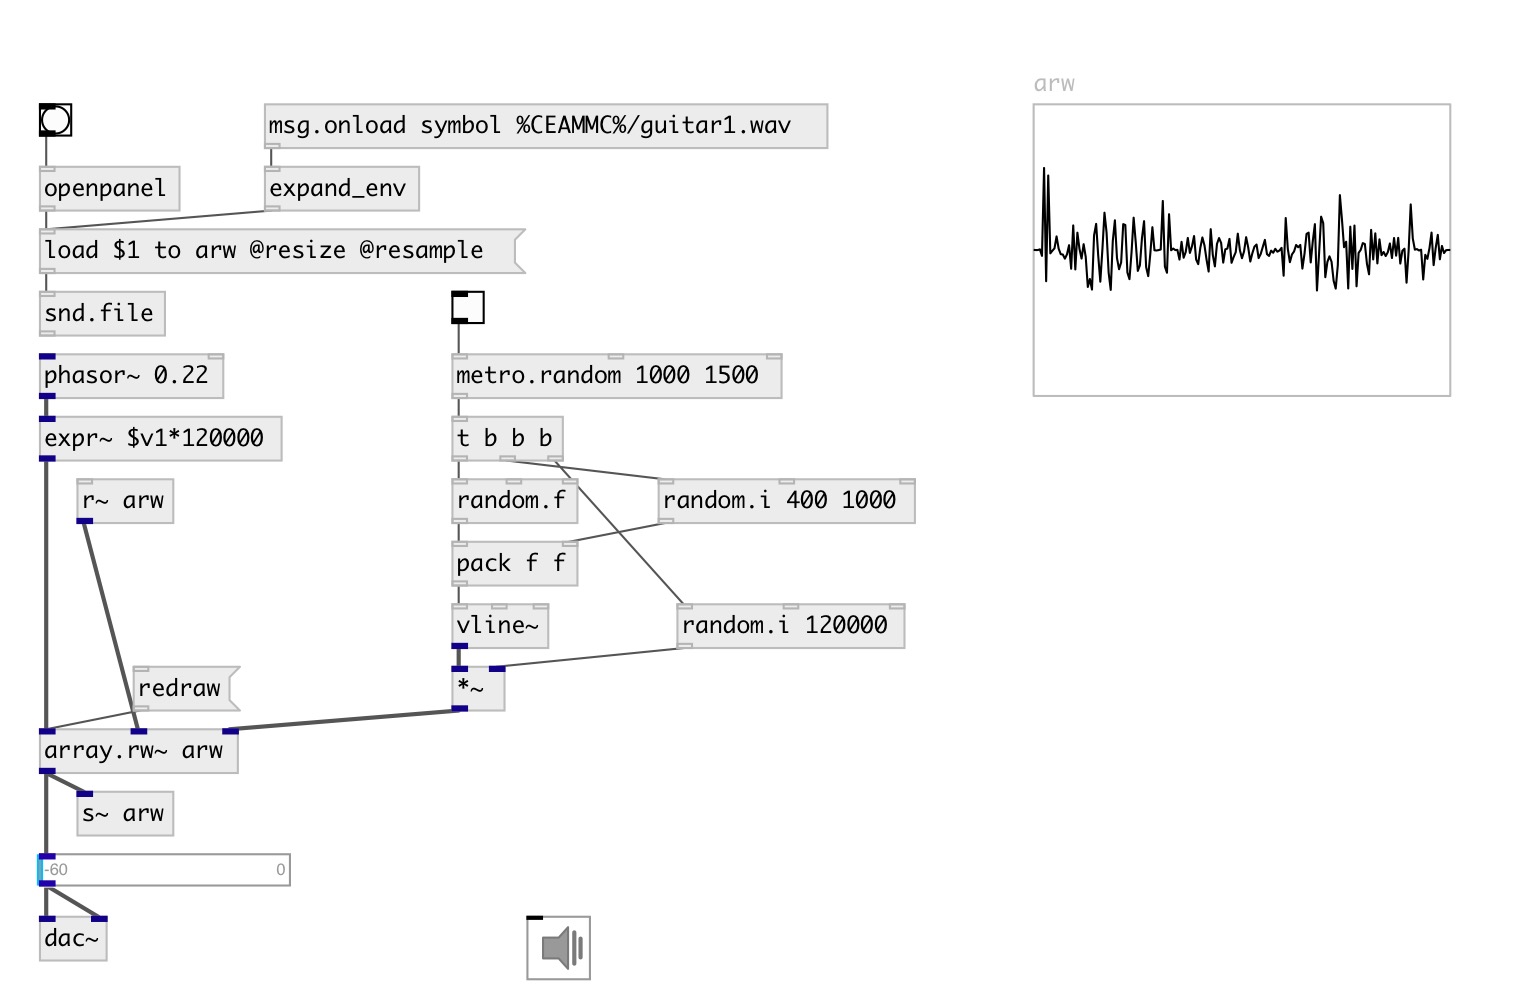 arw
msg.onload symbol %CEAMMC%/guitar1.wav
openpanel
expand_env
load $1 to arw @resize @resample
snd.file
phasor~ 0.22
metro.random 1000 1500
expr~ $v1*120000
t b b b
r~ arw
random.f
random.i 400 1000
pack f f
vline~
random.i 120000
redraw
*~
array.rw~ arw
s~ arw
-60 0
dac~